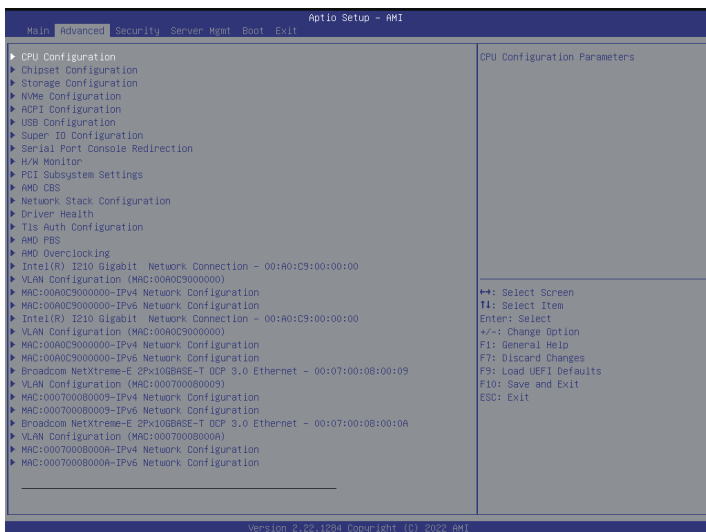 Aptio Setup – AMI
Main Advanced Security Server Mgmt Boot Exit
▶ CPU Configuration
▶ Chipset Configuration
▶ Storage Configuration
▶ NVMe Configuration
▶ ACPI Configuration
▶ USB Configuration
▶ Super IO Configuration
▶ Serial Port Console Redirection
▶ H/W Monitor
▶ PCI Subsystem Settings
▶ AMD CBS
▶ Network Stack Configuration
▶ Driver Health
▶ Tls Auth Configuration
▶ AMD PBS
▶ AMD Overclocking
▶ Intel(R) I210 Gigabit  Network Connection – 00:A0:C9:00:00:00
▶ VLAN Configuration (MAC:00A0C9000000)
▶ MAC:00A0C9000000–IPv4 Network Configuration
▶ MAC:00A0C9000000–IPv6 Network Configuration
▶ Intel(R) I210 Gigabit  Network Connection – 00:A0:C9:00:00:00
▶ VLAN Configuration (MAC:00A0C9000000)
▶ MAC:00A0C9000000–IPv4 Network Configuration
▶ MAC:00A0C9000000–IPv6 Network Configuration
▶ Broadcom NetXtreme–E 2Px10GBASE–T OCP 3.0 Ethernet – 00:07:00:08:00:09
▶ VLAN Configuration (MAC:000700080009)
▶ MAC:000700080009–IPv4 Network Configuration
▶ MAC:000700080009–IPv6 Network Configuration
▶ Broadcom NetXtreme–E 2Px10GBASE–T OCP 3.0 Ethernet – 00:07:00:08:00:0A
▶ VLAN Configuration (MAC:00070008000A)
▶ MAC:00070008000A–IPv4 Network Configuration
▶ MAC:00070008000A–IPv6 Network Configuration
CPU Configuration Parameters
↔: Select Screen
↑↓: Select Item
Enter: Select
+/–: Change Option
F1: General Help
F7: Discard Changes
F9: Load UEFI Defaults
F10: Save and Exit
ESC: Exit
Version 2.22.1284 Copyright (C) 2022 AMI